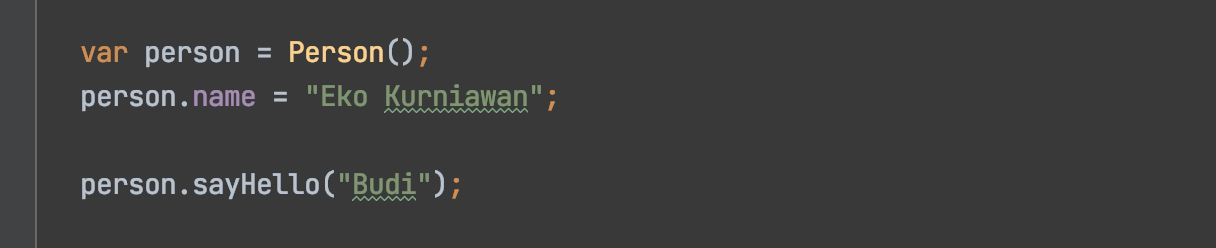 var person = Person();
person.name = "Eko Kurniawan";
person.sayHello("Budi");